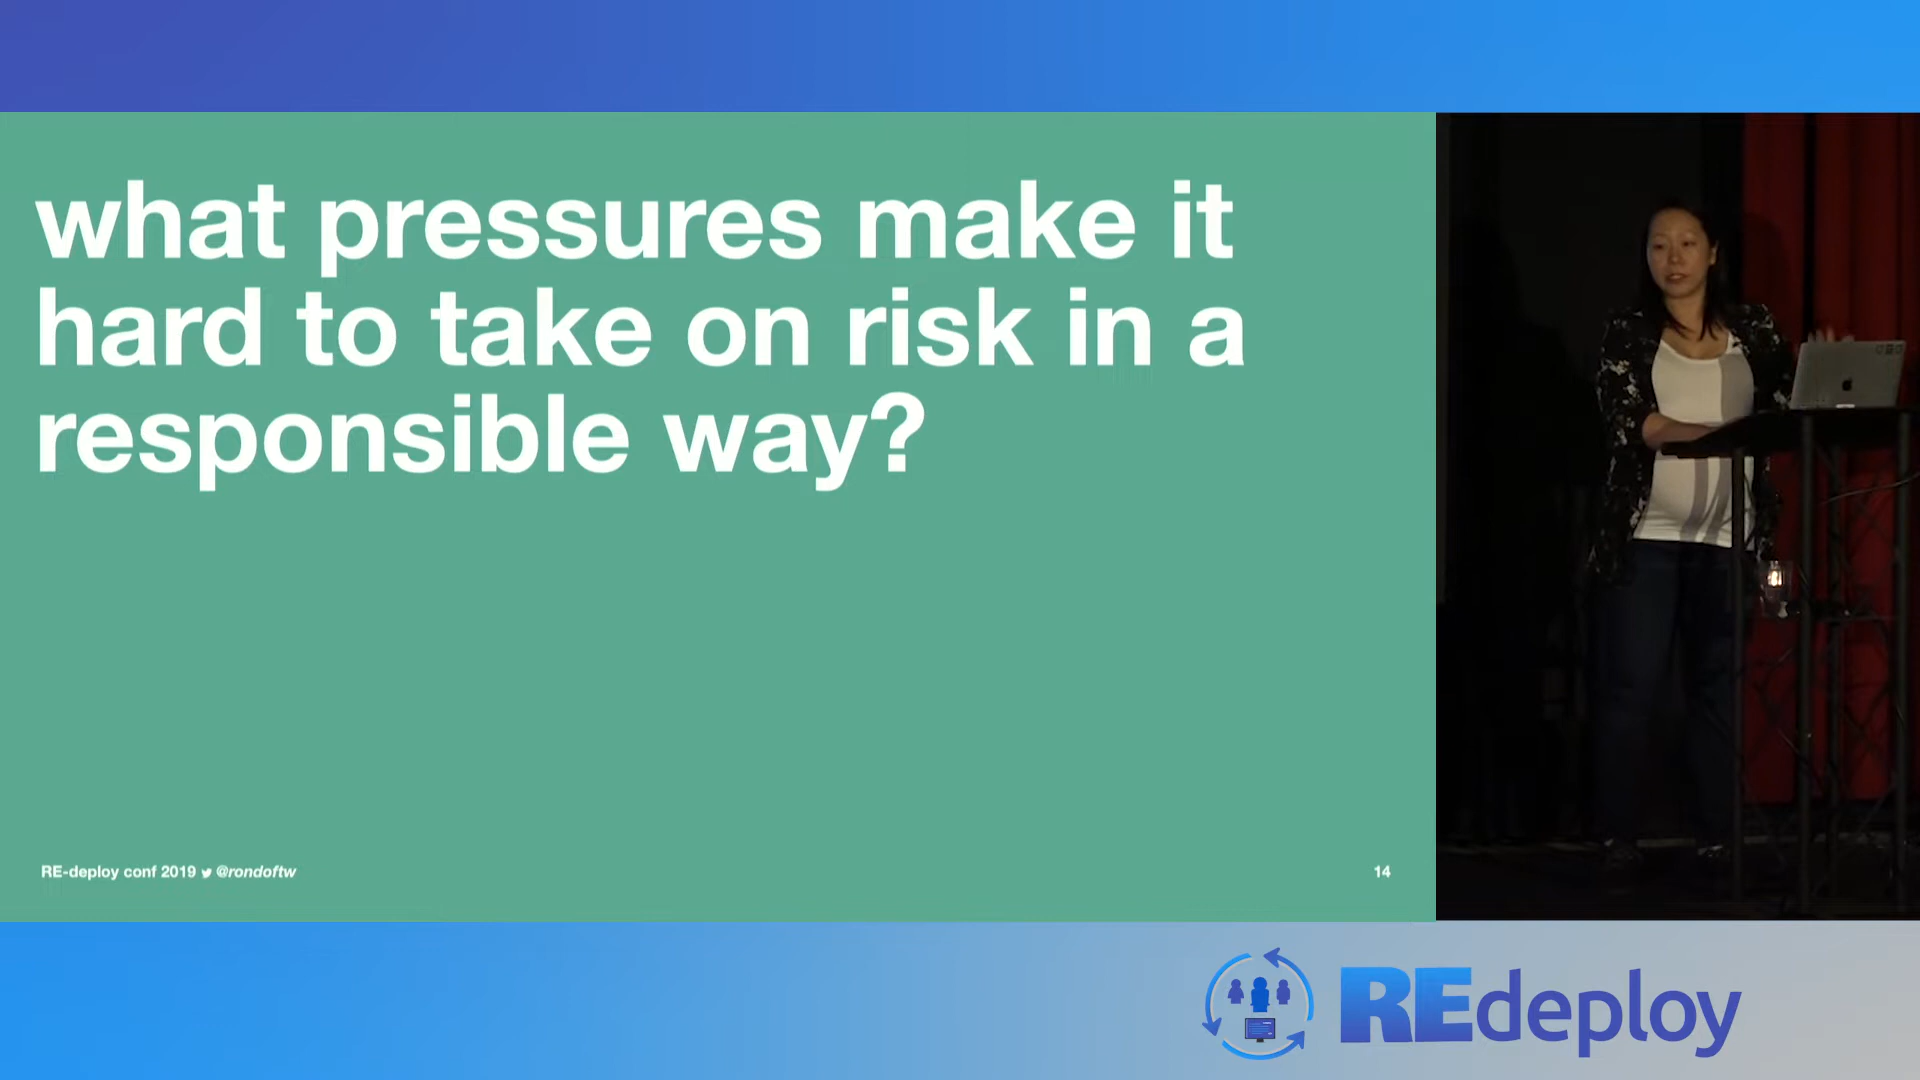 what pressures make it
hard to take on risk in a
responsible way?
RE-deploy conf 2019 @rondoftw
14
REdeploy